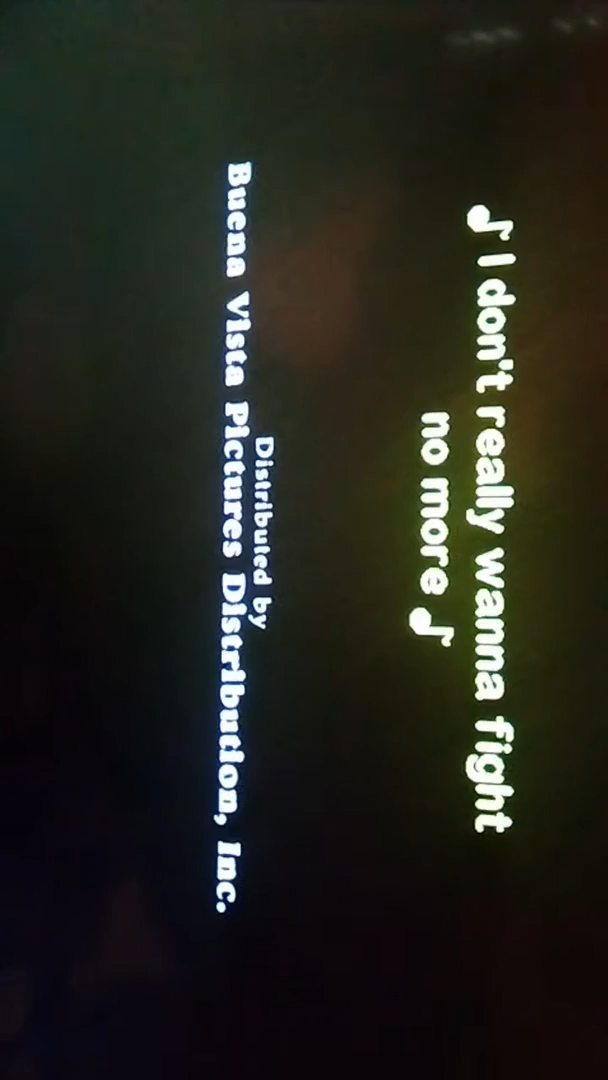 ♪ I don't really wanna fight
no more ♪
Distributed by
Buena Vista Pictures Distribution, Inc.